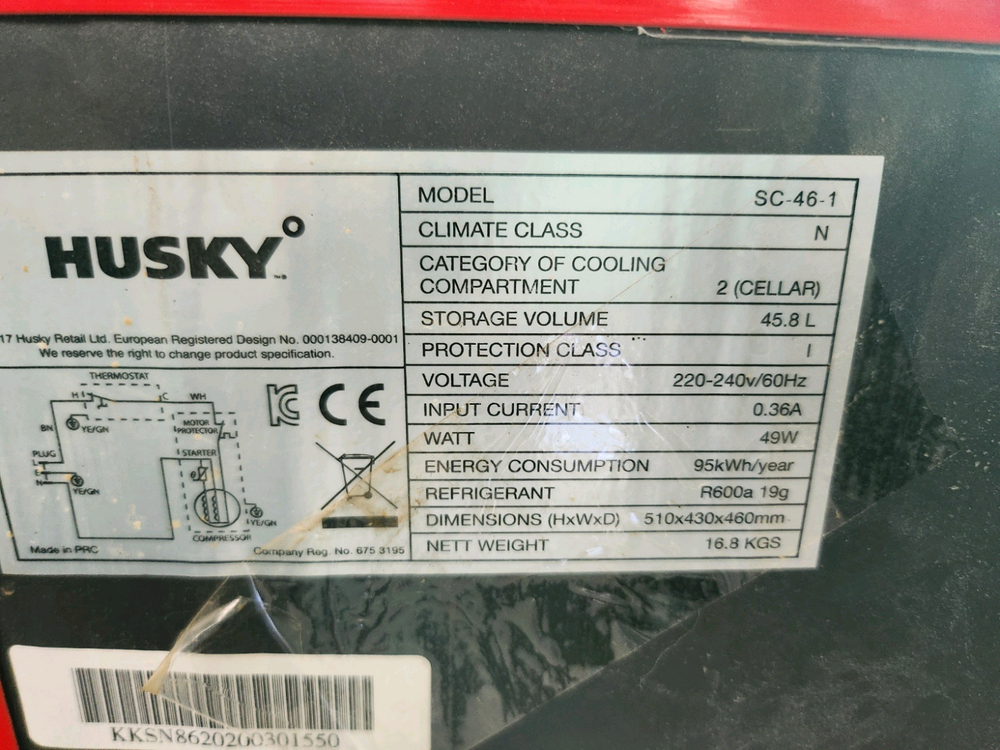 HUSKY
17 Husky Retail Ltd. European Registered Design No. 000138409-0001
We reserve the right to change product specification.
THERMOSTAT
H C WH
BN YE/GN
MOTOR
PROTECTOR
PLUG STARTER
L
E
N
YE/GN
YE/GN
COMPRESSOR
Made in PRC
CE
Company Reg. No. 675 3195
MODEL SC-46-1
CLIMATE CLASS N
CATEGORY OF COOLING
COMPARTMENT 2 (CELLAR)
STORAGE VOLUME 45.8 L
PROTECTION CLASS I
VOLTAGE 220-240v/60Hz
INPUT CURRENT 0.36A
WATT 49W
ENERGY CONSUMPTION 95kWh/year
REFRIGERANT R600a 19g
DIMENSIONS (HxWxD) 510x430x460mm
NETT WEIGHT 16.8 KGS
KKSN8620200301550